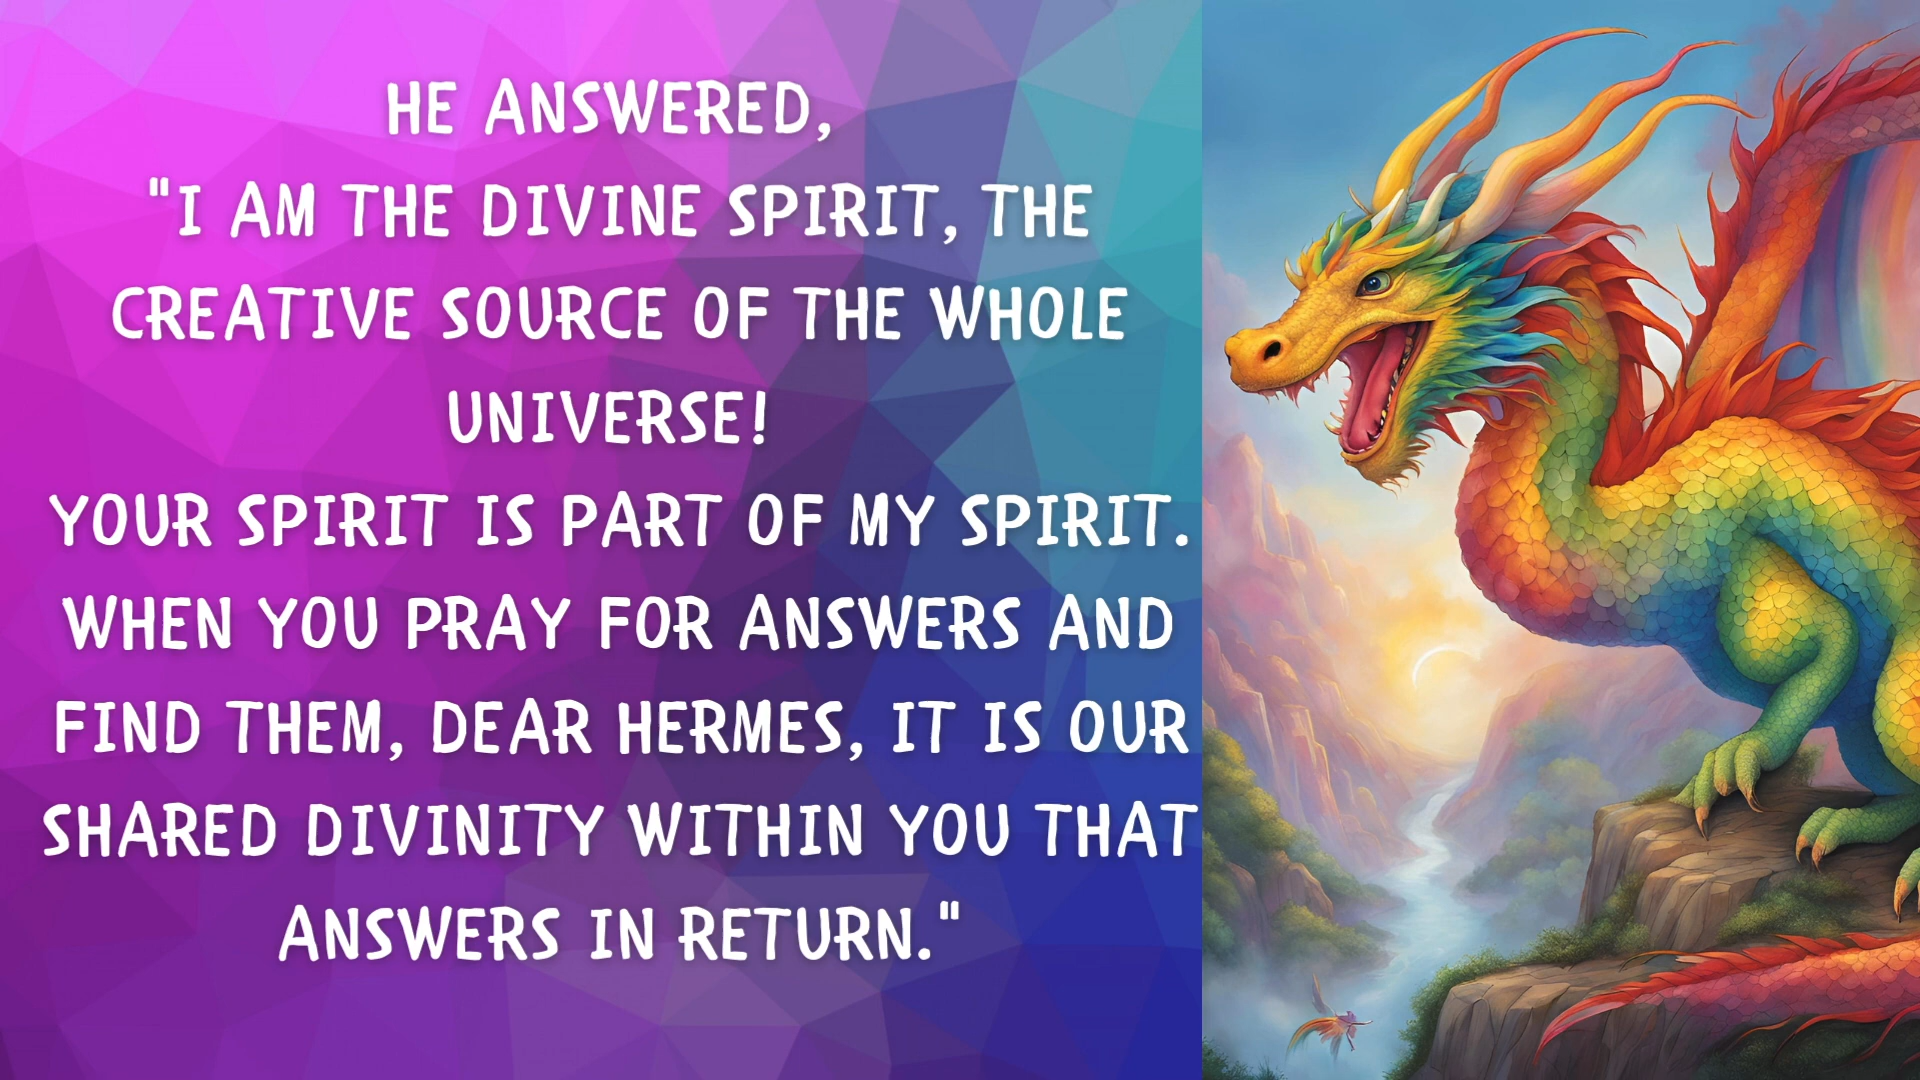 HE ANSWERED,
"I AM THE DIVINE SPIRIT, THE
CREATIVE SOURCE OF THE WHOLE
UNIVERSE!
YOUR SPIRIT IS PART OF MY SPIRIT.
WHEN YOU PRAY FOR ANSWERS AND
FIND THEM, DEAR HERMES, IT IS OUR
SHARED DIVINITY WITHIN YOU THAT
ANSWERS IN RETURN."